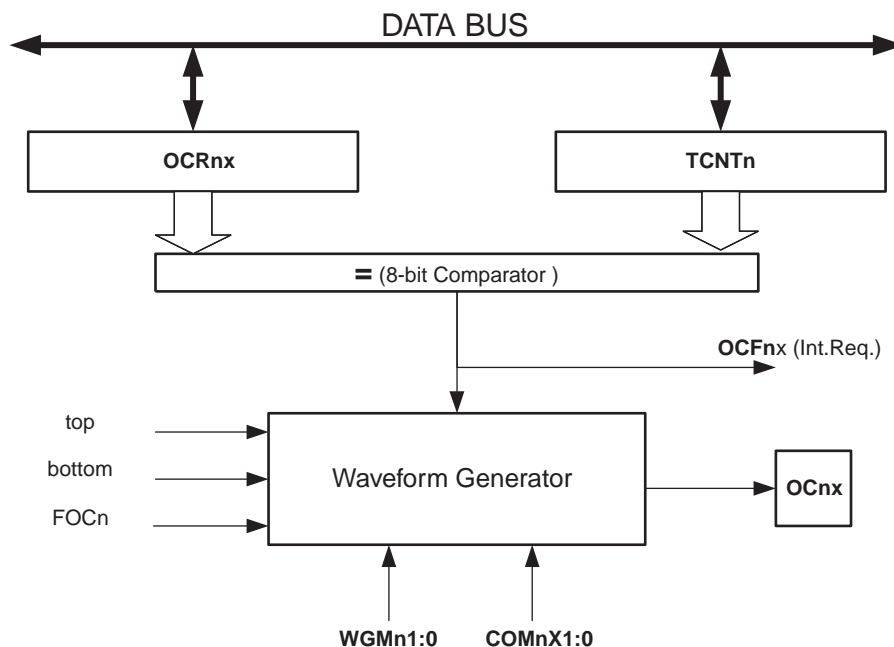 DATA BUS
OCRnx
TCNTn
= (8-bit Comparator )
OCFnx (Int.Req.)
top
bottom
FOCn
Waveform Generator
OCnx
WGMn1:0
COMnX1:0